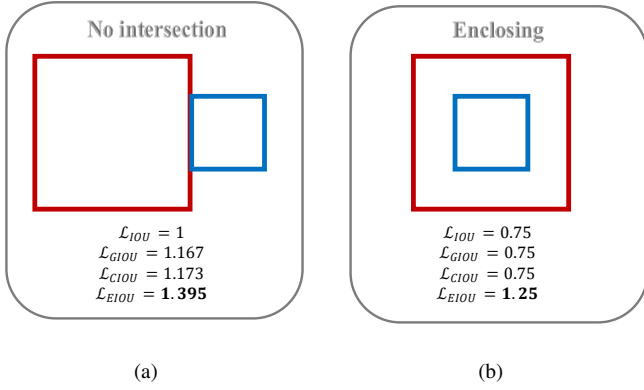 No intersection
ℒ_IOU = 1
ℒ_GIOU = 1.167
ℒ_CIOU = 1.173
ℒ_EIOU = 1.395
(a)
Enclosing
ℒ_IOU = 0.75
ℒ_GIOU = 0.75
ℒ_CIOU = 0.75
ℒ_EIOU = 1.25
(b)